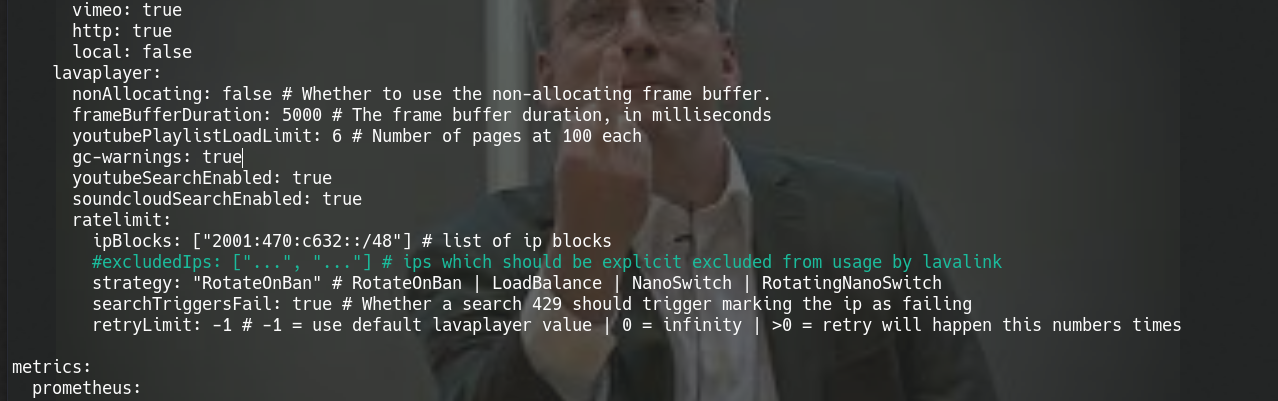 vimeo: true
http: true
local: false
lavaplayer:
nonAllocating: false # Whether to use the non-allocating frame buffer.
frameBufferDuration: 5000 # The frame buffer duration, in milliseconds
youtubePlaylistLoadLimit: 6 # Number of pages at 100 each
gc-warnings: true
youtubeSearchEnabled: true
soundcloudSearchEnabled: true
ratelimit:
ipBlocks: ["2001:470:c632::/48"] # list of ip blocks
#excludedIps: ["...", "..."] # ips which should be explicit excluded from usage by lavalink
strategy: "RotateOnBan" # RotateOnBan | LoadBalance | NanoSwitch | RotatingNanoSwitch
searchTriggersFail: true # Whether a search 429 should trigger marking the ip as failing
retryLimit: -1 # -1 = use default lavaplayer value | 0 = infinity | >0 = retry will happen this numbers times
metrics:
prometheus: